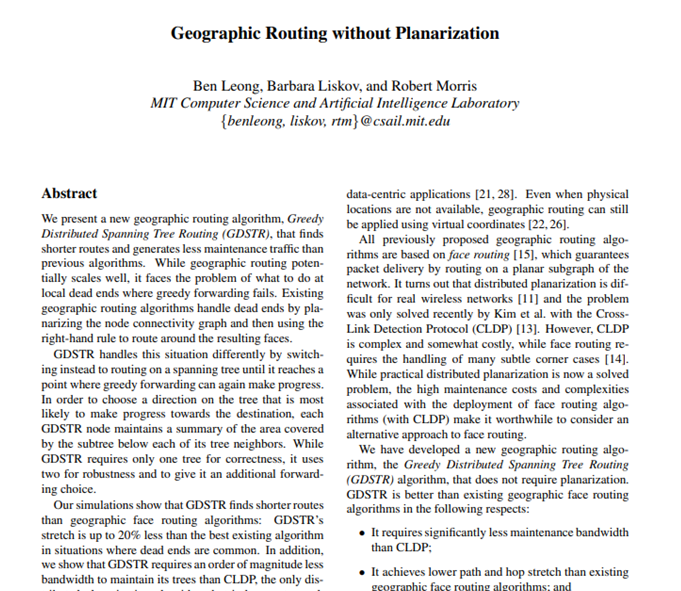 Geographic Routing without Planarization
Ben Leong, Barbara Liskov, and Robert Morris
MIT Computer Science and Artificial Intelligence Laboratory
{benleong, liskov, rtm}@csail.mit.edu
Abstract
We present a new geographic routing algorithm, Greedy
Distributed Spanning Tree Routing (GDSTR), that finds
shorter routes and generates less maintenance traffic than
previous algorithms. While geographic routing poten-
tially scales well, it faces the problem of what to do at
local dead ends where greedy forwarding fails. Existing
geographic routing algorithms handle dead ends by pla-
narizing the node connectivity graph and then using the
right-hand rule to route around the resulting faces.
GDSTR handles this situation differently by switch-
ing instead to routing on a spanning tree until it reaches a
point where greedy forwarding can again make progress.
In order to choose a direction on the tree that is most
likely to make progress towards the destination, each
GDSTR node maintains a summary of the area covered
by the subtree below each of its tree neighbors. While
GDSTR requires only one tree for correctness, it uses
two for robustness and to give it an additional forward-
ing choice.
Our simulations show that GDSTR finds shorter routes
than geographic face routing algorithms: GDSTR's
stretch is up to 20% less than the best existing algorithm
in situations where dead ends are common. In addition,
we show that GDSTR requires an order of magnitude less
bandwidth to maintain its trees than CLDP, the only dis-
data-centric applications [21, 28]. Even when physical
locations are not available, geographic routing can still
be applied using virtual coordinates [22, 26].
All previously proposed geographic routing algo-
rithms are based on face routing [15], which guarantees
packet delivery by routing on a planar subgraph of the
network. It turns out that distributed planarization is dif-
ficult for real wireless networks [11] and the problem
was only solved recently by Kim et al. with the Cross-
Link Detection Protocol (CLDP) [13]. However, CLDP
is complex and somewhat costly, while face routing re-
quires the handling of many subtle corner cases [14].
While practical distributed planarization is now a solved
problem, the high maintenance costs and complexities
associated with the deployment of face routing algo-
rithms (with CLDP) make it worthwhile to consider an
alternative approach to face routing.
We have developed a new geographic routing algo-
rithm, the Greedy Distributed Spanning Tree Routing
(GDSTR) algorithm, that does not require planarization.
GDSTR is better than existing geographic face routing
algorithms in the following respects:
• It requires significantly less maintenance bandwidth
than CLDP;
• It achieves lower path and hop stretch than existing
geographic face routing algorithms; and